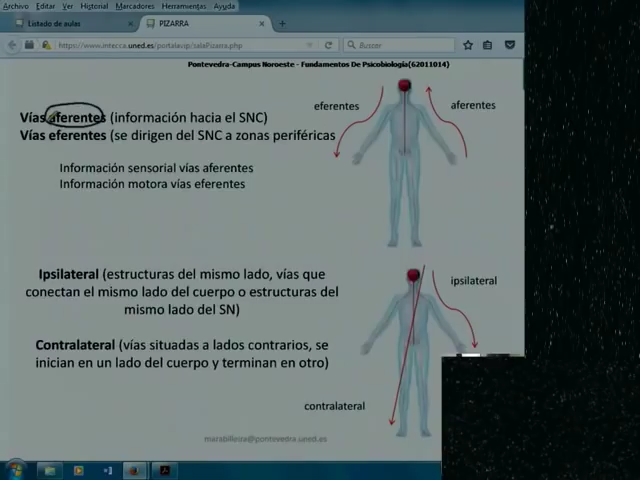 Archivo Editar Ver Historial Marcadores Herramientas Ayuda
Listado de aulas
PIZARRA
https://www.intecca.uned.es/portalavip/salaPizarra.php
Buscar
Pontevedra-Campus Noroeste - Fundamentos De Psicobiología(62011014)
eferentes
aferentes
Vías aferentes (información hacia el SNC)
Vías eferentes (se dirigen del SNC a zonas periféricas
Información sensorial vías aferentes
Información motora vías eferentes
Ipsilateral (estructuras del mismo lado, vías que
conectan el mismo lado del cuerpo o estructuras del
mismo lado del SN)
ipsilateral
Contralateral (vías situadas a lados contrarios, se
inician en un lado del cuerpo y terminan en otro)
contralateral